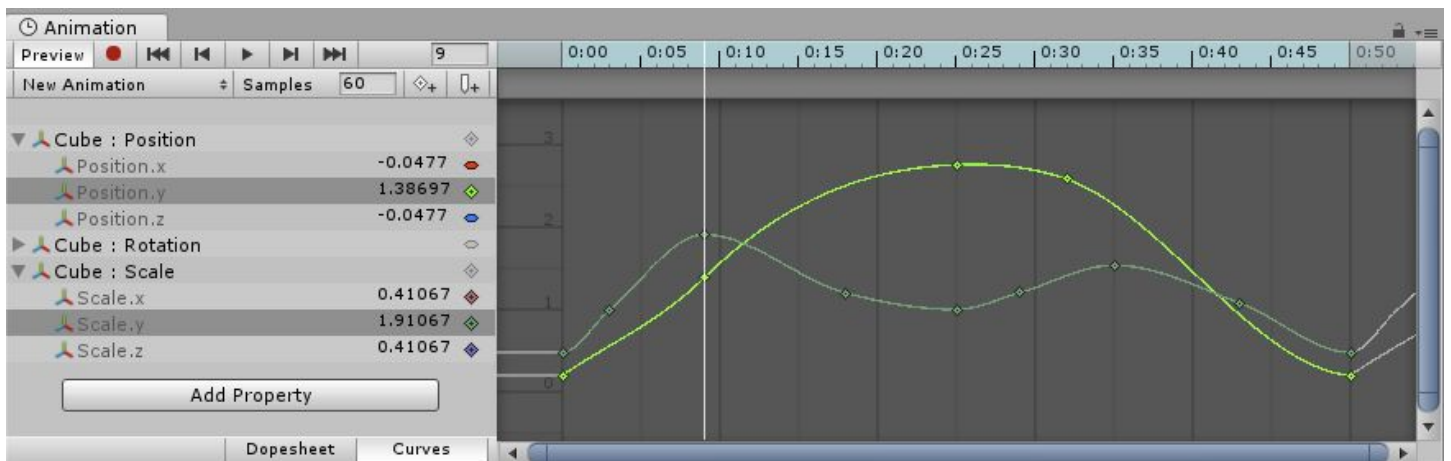 Animation
Preview 9 0:00 0:05 0:10 0:15 0:20 0:25 0:30 0:35 0:40 0:45 0:50
New Animation Samples 60
Cube : Position
Position.x -0.0477
Position.y 1.38697
Position.z -0.0477
Cube : Rotation
Cube : Scale
Scale.x 0.41067
Scale.y 1.91067
Scale.z 0.41067
Add Property
Dopesheet Curves
3
2
1
0